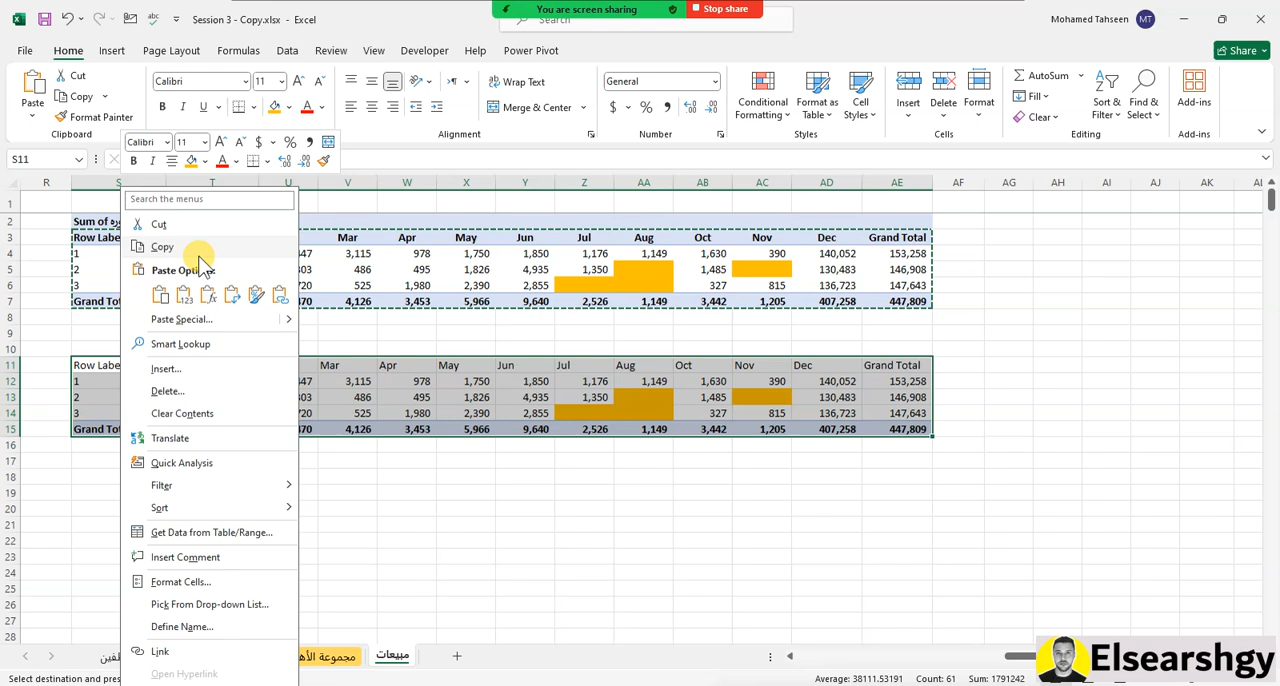 You are screen sharing Stop share
Session 3 - Copy.xlsx - Excel Search Mohamed Tahseen MT
File Home Insert Page Layout Formulas Data Review View Developer Help Power Pivot Share
Paste Cut Copy Format Painter Calibri 11 Wrap Text Merge & Center General Conditional Formatting Format as Table Cell Styles Insert Delete Format AutoSum Fill Clear Sort & Filter Find & Select Add-ins
Clipboard Alignment Number Styles Cells Editing Add-ins
Calibri 11
S11
R S T U V W X Y Z AA AB AC AD AE AF AG AH AI AJ AK
1
2 Sum of
3 Row Labe Mar Apr May Jun Jul Aug Oct Nov Dec Grand Total
4 1 347 3,115 978 1,750 1,850 1,176 1,149 1,630 390 140,052 153,258
5 2 303 486 495 1,980 4,935 1,350 1,485 130,483 146,908
6 3 720 525 1,980 2,390 2,855 327 815 136,723 147,643
7 Grand Tot 370 4,126 3,453 5,966 9,640 2,526 1,149 3,442 1,205 407,258 447,809
8
9
10
11 Row Labe Mar Apr May Jun Jul Aug Oct Nov Dec Grand Total
12 1 347 3,115 978 1,750 1,850 1,176 1,149 1,630 390 140,052 153,258
13 2 303 486 495 1,826 4,935 1,350 1,485 130,483 146,908
14 3 720 525 1,980 2,390 2,855 327 815 136,723 147,643
15 Grand Tot 370 4,126 3,453 5,966 9,640 2,526 1,149 3,442 1,205 407,258 447,809
16
17
18
19
20
21
22
23
24
25
26
27
28
Search the menus
Cut
Copy
Paste Options:
Paste Special...
Smart Lookup
Insert...
Delete...
Clear Contents
Translate
Quick Analysis
Filter
Sort
Get Data from Table/Range...
Insert Comment
Format Cells...
Pick From Drop-down List...
Define Name...
Link
Open Hyperlink
مبيعات
Select destination and pres Average: 38111.53191 Count: 61 Sum: 1791242
Elsearshgy